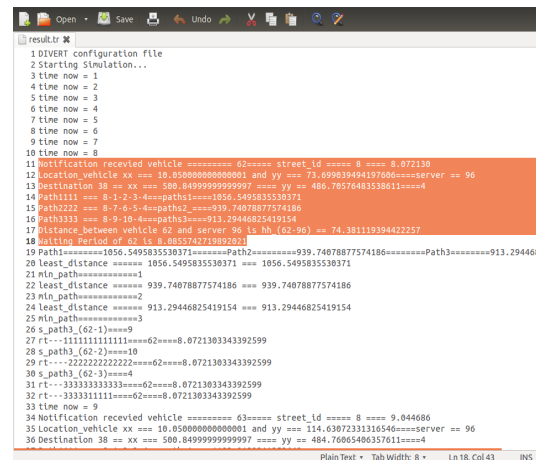 Open Save Undo
result.tr ✖
1 DIVERT configuration file
2 Starting Simulation...
3 time now = 1
4 time now = 2
5 time now = 3
6 time now = 4
7 time now = 5
8 time now = 6
9 time now = 7
10 time now = 8
11 Notification recevied vehicle ========= 62===== street_id ===== 8 ==== 8.072130
12 Location_vehicle xx === 10.050000000000001 and yy === 73.699039494197606====server == 96
13 Destination 38 == xx === 500.84999999999997 ==== yy == 486.70576483538611====4
14 Path1111 === 8-1-2-3-4===paths1====1056.5495835530371
15 Path2222 === 8-7-6-5-4==paths2_====939.74078877574186
16 Path3333 === 8-9-10-4====paths3====913.29446825419154
17 Distance_between vehicle 62 and server 96 is hh_(62-96) == 74.381119394422257
18 Waiting Period of 62 is 8.0855742719892021
19 Path1========1056.5495835530371=======Path2=========939.74078877574186========Path3========913.29446
20 least_distance ====== 1056.5495835530371 === 1056.5495835530371
21 min_path============1
22 least_distance ====== 939.74078877574186 === 939.74078877574186
23 min_path============2
24 least_distance ====== 913.29446825419154 === 913.29446825419154
25 min_path============3
26 s_path3_(62-1)====9
27 rt---1111111111111====62====8.0721303343392599
28 s_path3_(62-2)====10
29 rt----2222222222222====62====8.0721303343392599
30 s_path3_(62-3)====4
31 rt---333333333333====62====8.0721303343392599
32 rt---3333311111====62====8.0721303343392599
33 time now = 9
34 Notification recevied vehicle ======== 63===== street_id ===== 8 ==== 9.044686
35 Location_vehicle xx === 10.050000000000001 and yy === 114.63072331316546====server == 96
36 Destination 38 == xx === 500.84999999999997 ==== yy == 484.76065406357611====4
Plain Text Tab Width: 8 Ln 18, Col 43 INS